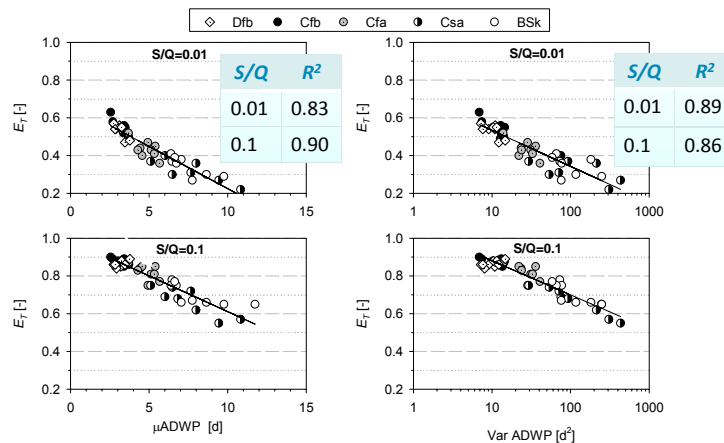 Dfb Cfb Cfa Csa BSk
S/Q=0.01
S/Q R²
0.01 0.83
0.1 0.90
E_T [-]
1.0
0.8
0.6
0.4
0.2
0 5 10 15
S/Q=0.01
S/Q R²
0.01 0.89
0.1 0.86
E_T [-]
1.0
0.8
0.6
0.4
0.2
1 10 100 1000
S/Q=0.1
E_T [-]
1.0
0.8
0.6
0.4
0.2
0 5 10 15
μADWP [d]
S/Q=0.1
E_T [-]
1.0
0.8
0.6
0.4
0.2
1 10 100 1000
Var ADWP [d²]